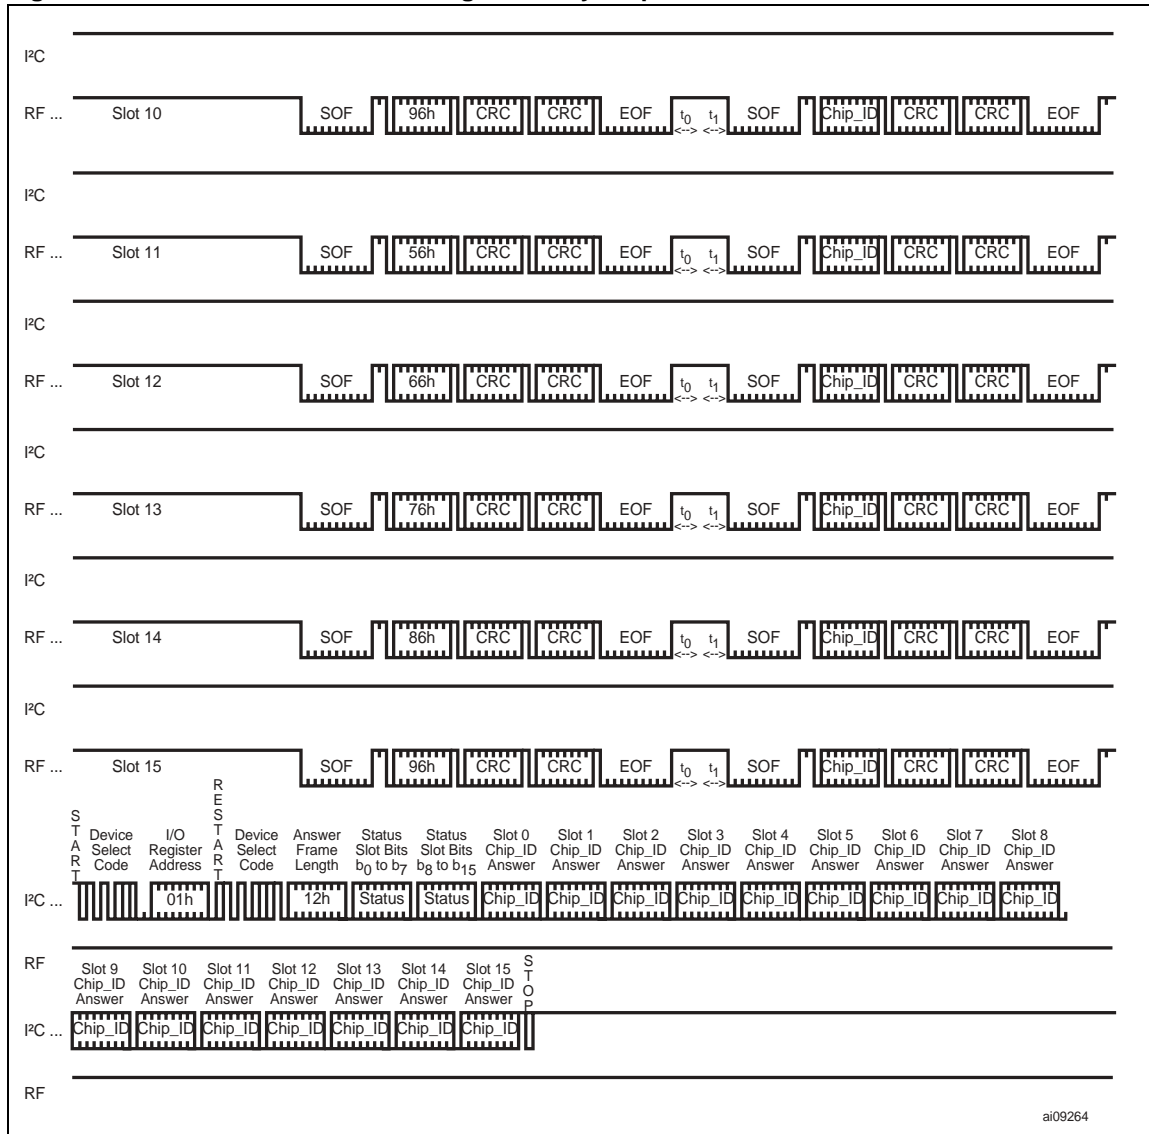 I²C
RF ... Slot 10 SOF 96h CRC CRC EOF t0 t1 SOF Chip_ID CRC CRC EOF
<--> <-->
I²C
RF ... Slot 11 SOF 56h CRC CRC EOF t0 t1 SOF Chip_ID CRC CRC EOF
<--> <-->
I²C
RF ... Slot 12 SOF 66h CRC CRC EOF t0 t1 SOF Chip_ID CRC CRC EOF
<--> <-->
I²C
RF ... Slot 13 SOF 76h CRC CRC EOF t0 t1 SOF Chip_ID CRC CRC EOF
<--> <-->
I²C
RF ... Slot 14 SOF 86h CRC CRC EOF t0 t1 SOF Chip_ID CRC CRC EOF
<--> <-->
I²C
RF ... Slot 15 SOF 96h CRC CRC EOF t0 t1 SOF Chip_ID CRC CRC EOF
<--> <-->
START
RESTART
Device I/O Device Answer Status Status Slot 0 Slot 1 Slot 2 Slot 3 Slot 4 Slot 5 Slot 6 Slot 7 Slot 8
Select Register Select Frame Slot Bits Slot Bits Chip_ID Chip_ID Chip_ID Chip_ID Chip_ID Chip_ID Chip_ID Chip_ID Chip_ID
Code Address Code Length b0 to b7 b8 to b15 Answer Answer Answer Answer Answer Answer Answer Answer Answer
I²C ... 01h 12h Status Status Chip_ID Chip_ID Chip_ID Chip_ID Chip_ID Chip_ID Chip_ID Chip_ID Chip_ID
RF
Slot 9 Slot 10 Slot 11 Slot 12 Slot 13 Slot 14 Slot 15
Chip_ID Chip_ID Chip_ID Chip_ID Chip_ID Chip_ID Chip_ID
Answer Answer Answer Answer Answer Answer Answer
STOP
I²C ... Chip_ID Chip_ID Chip_ID Chip_ID Chip_ID Chip_ID Chip_ID
RF
ai09264